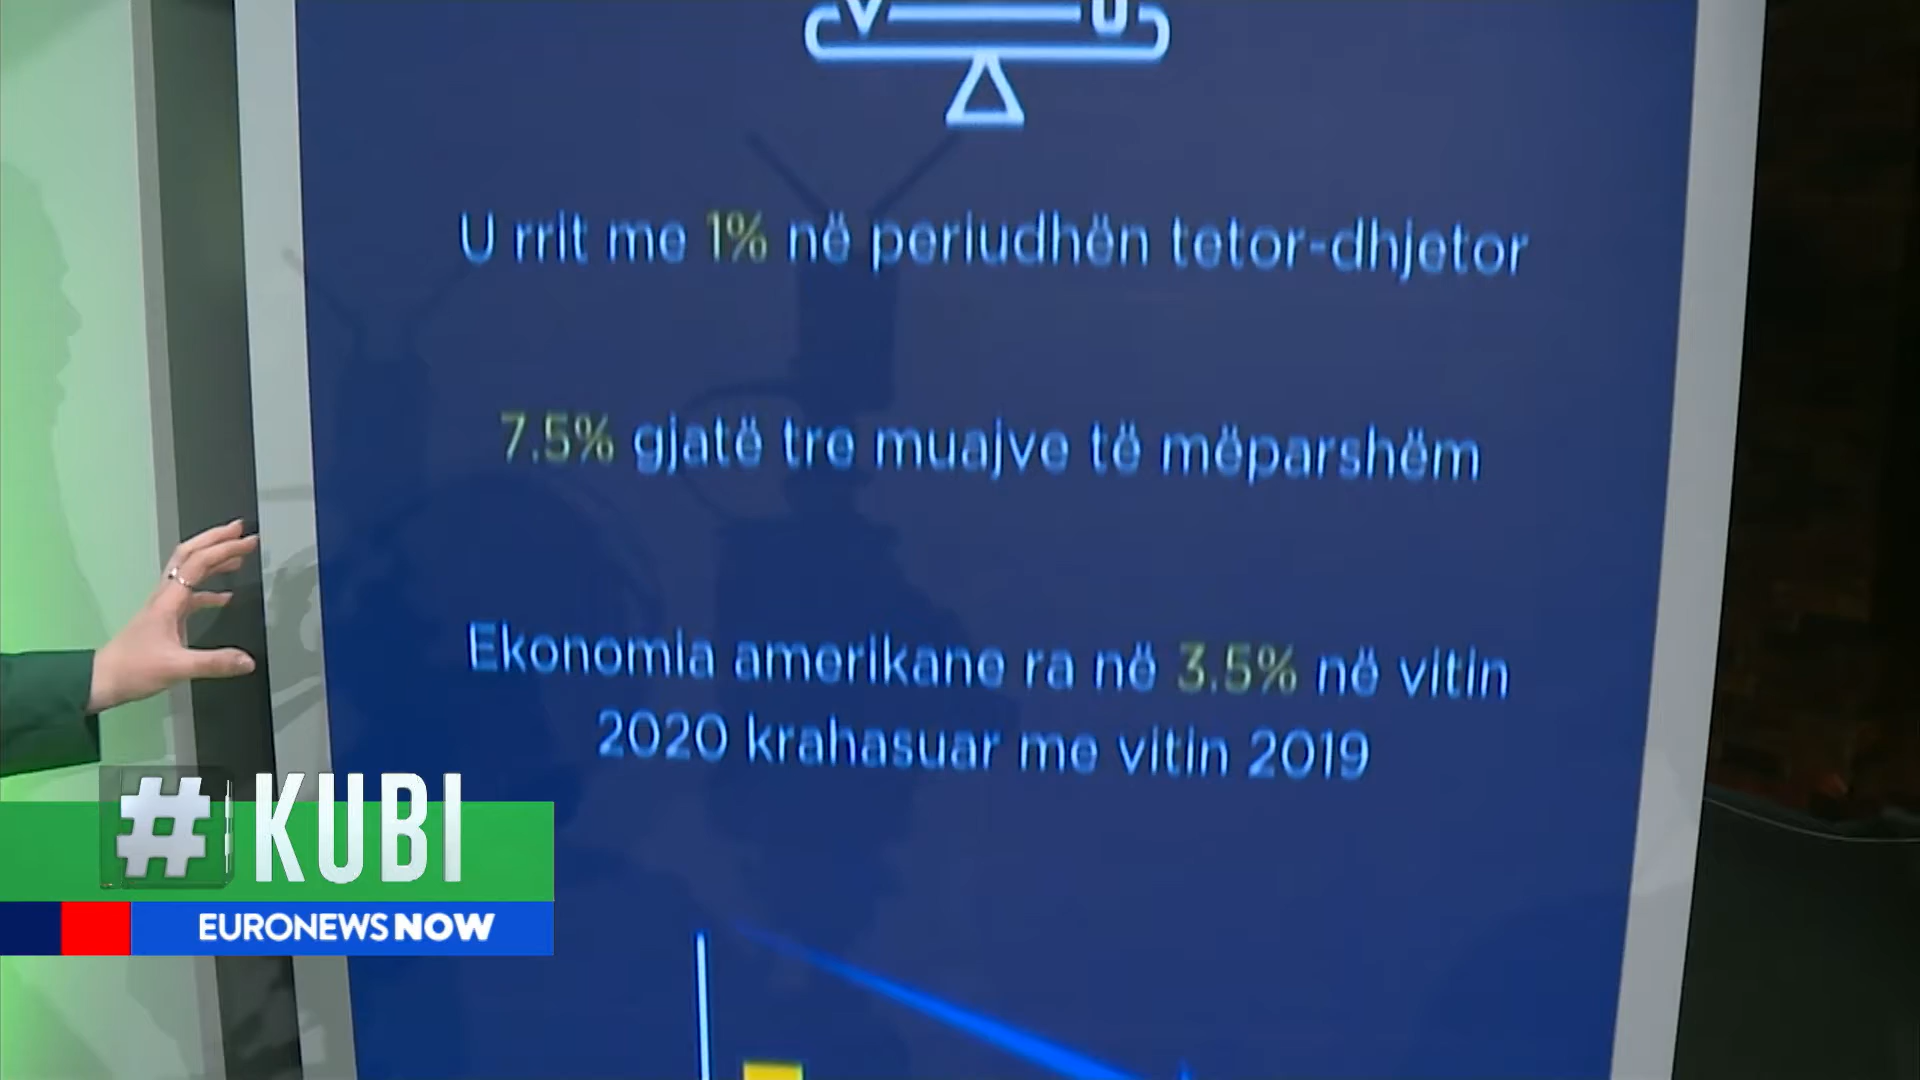 U rrit me 1% në periudhën tetor-dhjetor
7.5% gjatë tre muajve të mëparshëm
Ekonomia amerikane ra në 3.5% në vitin
2020 krahasuar me vitin 2019
#KUBI
EURONEWS NOW